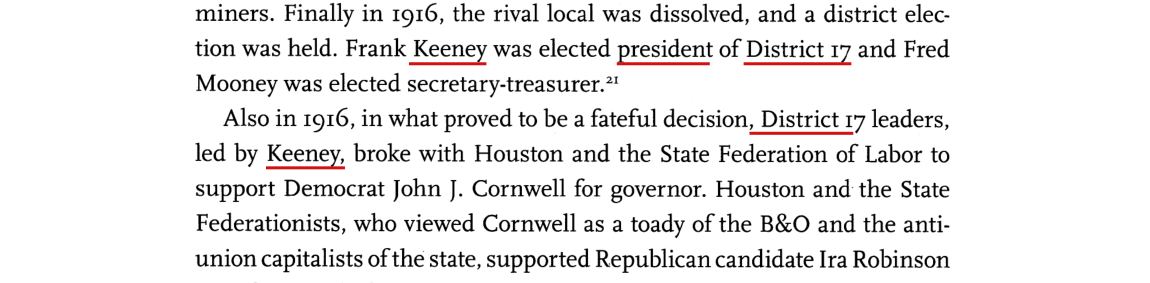 miners. Finally in 1916, the rival local was dissolved, and a district elec-
tion was held. Frank Keeney was elected president of District 17 and Fred
Mooney was elected secretary-treasurer.²¹
Also in 1916, in what proved to be a fateful decision, District 17 leaders,
led by Keeney, broke with Houston and the State Federation of Labor to
support Democrat John J. Cornwell for governor. Houston and the State
Federationists, who viewed Cornwell as a toady of the B&O and the anti-
union capitalists of the state, supported Republican candidate Ira Robinson